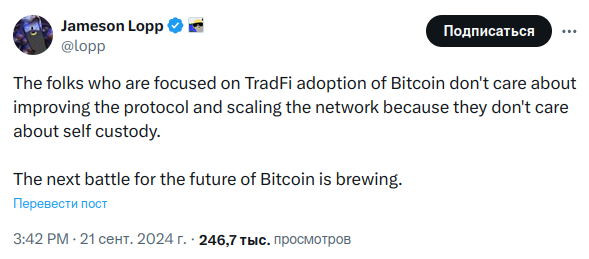 Jameson Lopp
@lopp
Подписаться
The folks who are focused on TradFi adoption of Bitcoin don't care about
improving the protocol and scaling the network because they don't care
about self custody.
The next battle for the future of Bitcoin is brewing.
Перевести пост
3:42 PM · 21 сент. 2024 г. · 246,7 тыс. просмотров